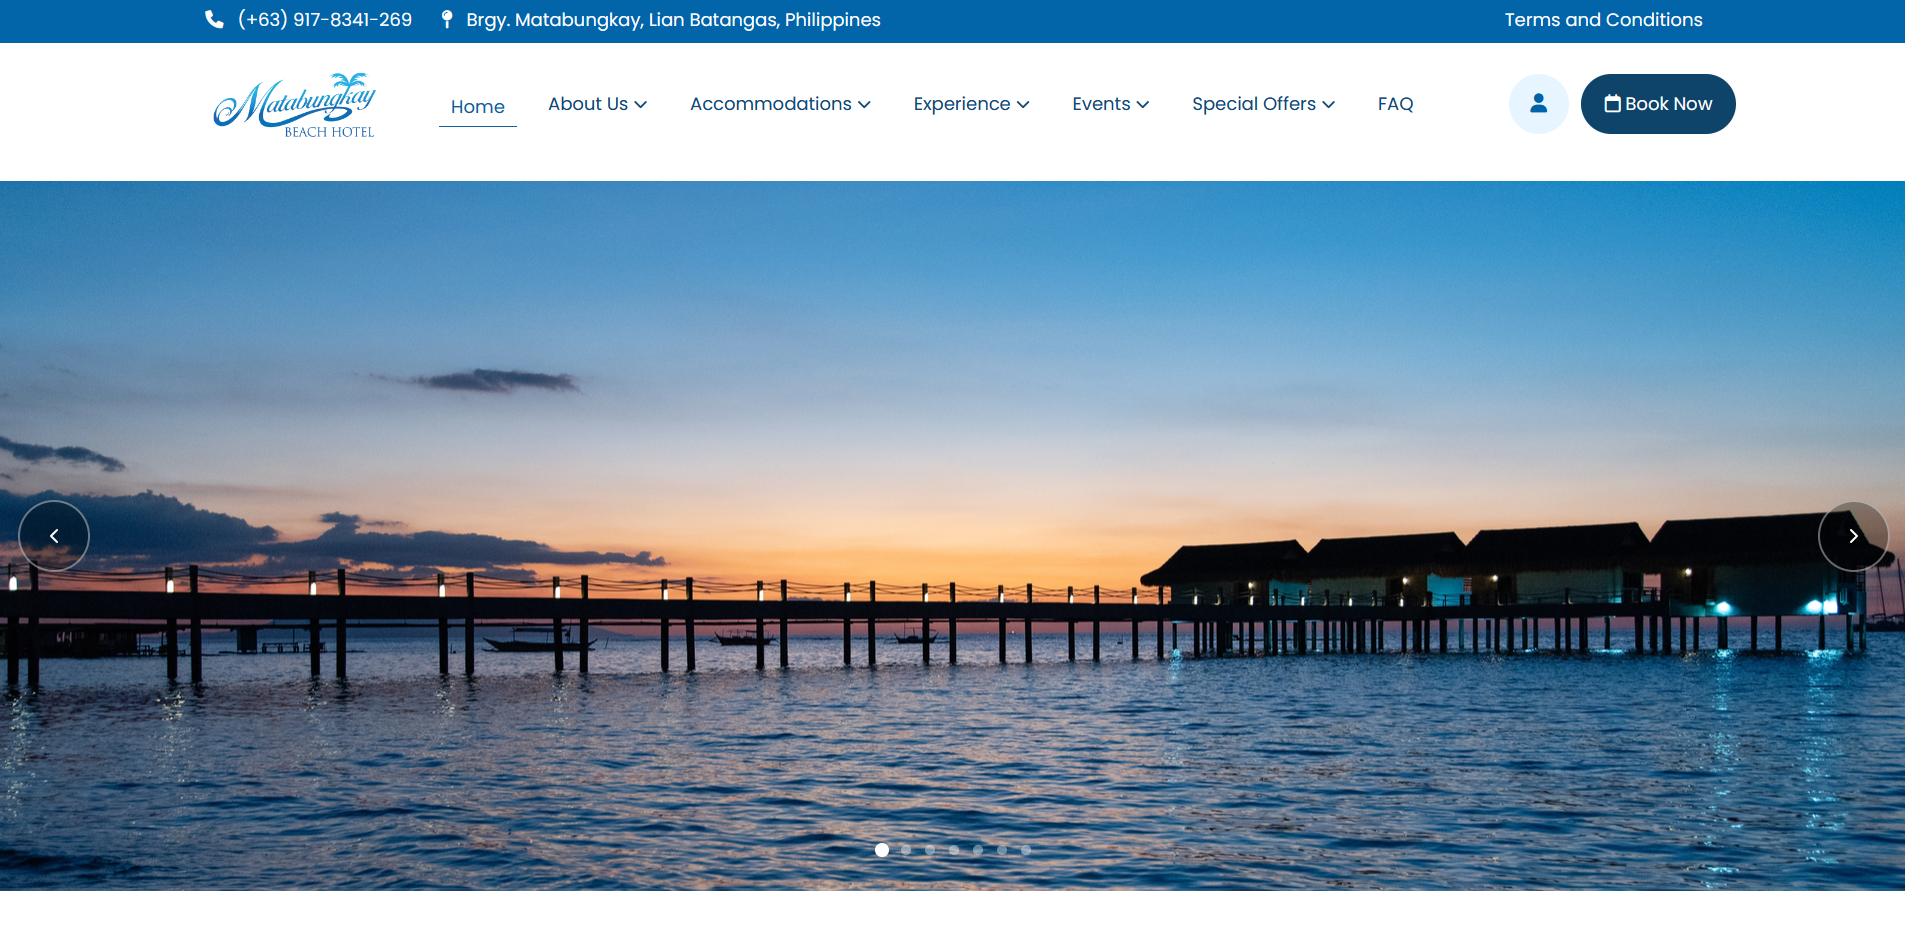 (+63) 917-8341-269
Brgy. Matabungkay, Lian Batangas, Philippines
Terms and Conditions
Matabungkay
BEACH HOTEL
Home
About Us
Accommodations
Experience
Events
Special Offers
FAQ
Book Now